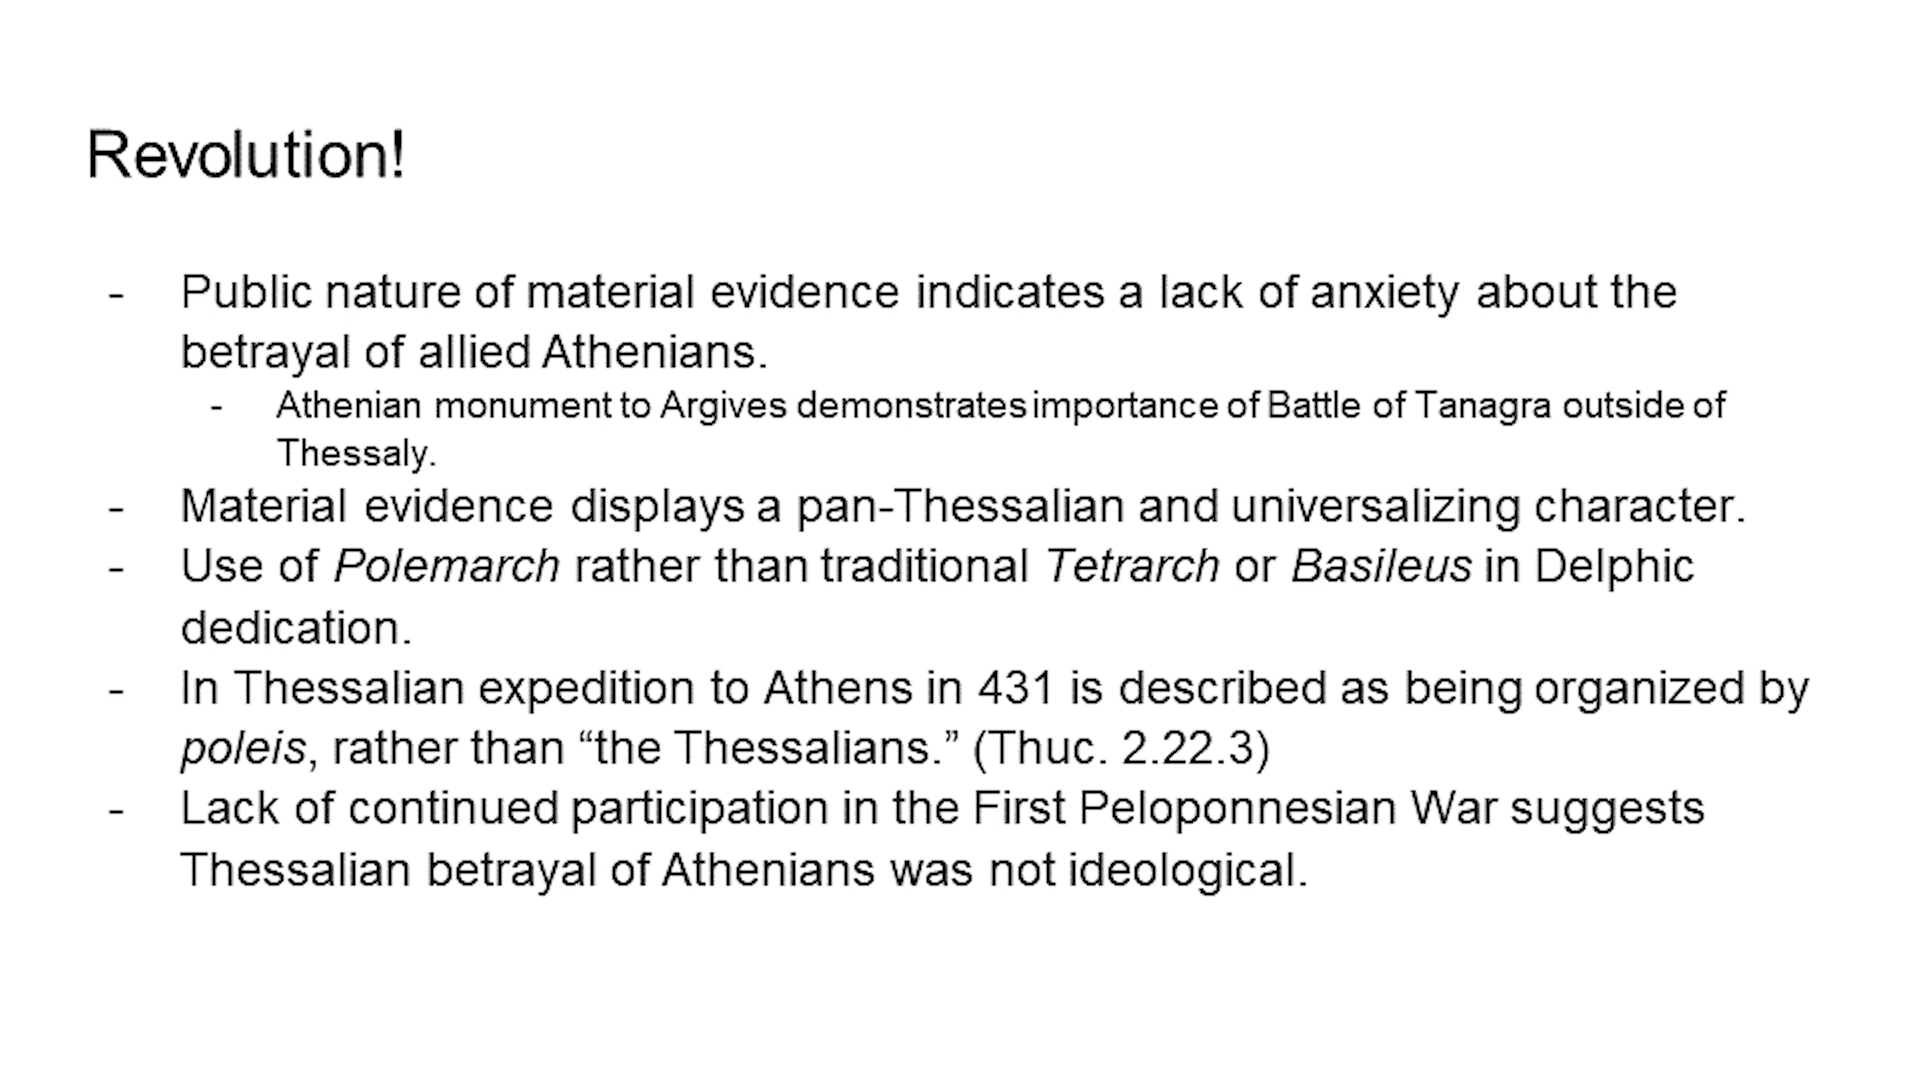 Revolution!
- Public nature of material evidence indicates a lack of anxiety about the
betrayal of allied Athenians.
- Athenian monument to Argives demonstrates importance of Battle of Tanagra outside of
Thessaly.
- Material evidence displays a pan-Thessalian and universalizing character.
- Use of Polemarch rather than traditional Tetrarch or Basileus in Delphic
dedication.
- In Thessalian expedition to Athens in 431 is described as being organized by
poleis, rather than “the Thessalians.” (Thuc. 2.22.3)
- Lack of continued participation in the First Peloponnesian War suggests
Thessalian betrayal of Athenians was not ideological.